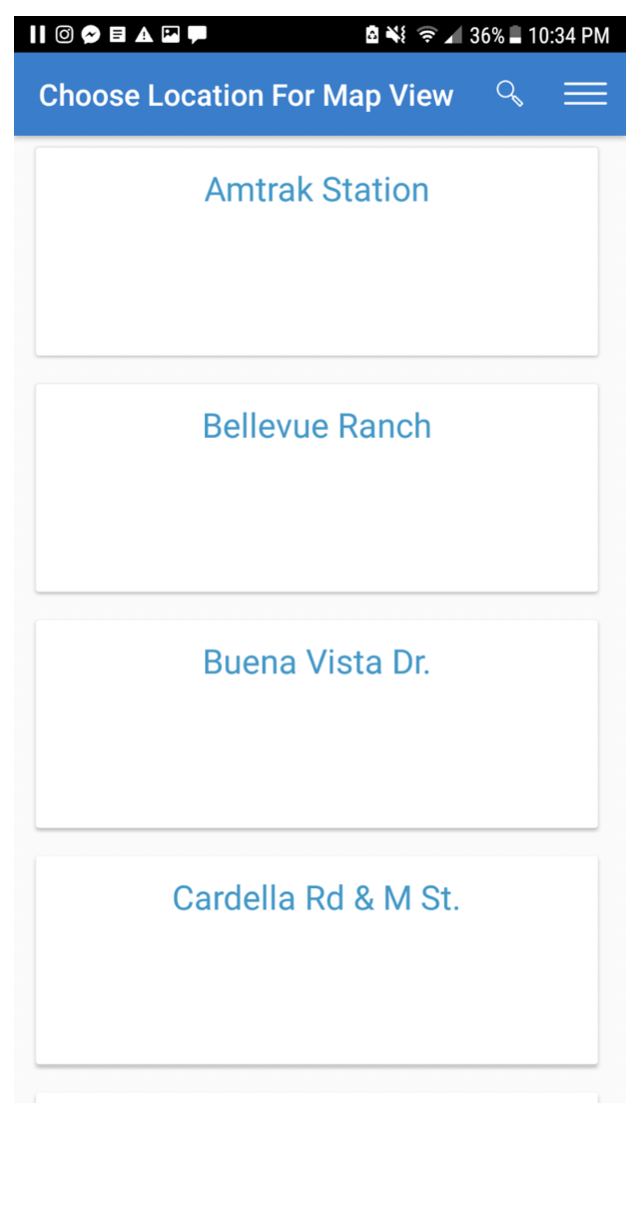 36% 10:34 PM
Choose Location For Map View
Amtrak Station
Bellevue Ranch
Buena Vista Dr.
Cardella Rd & M St.